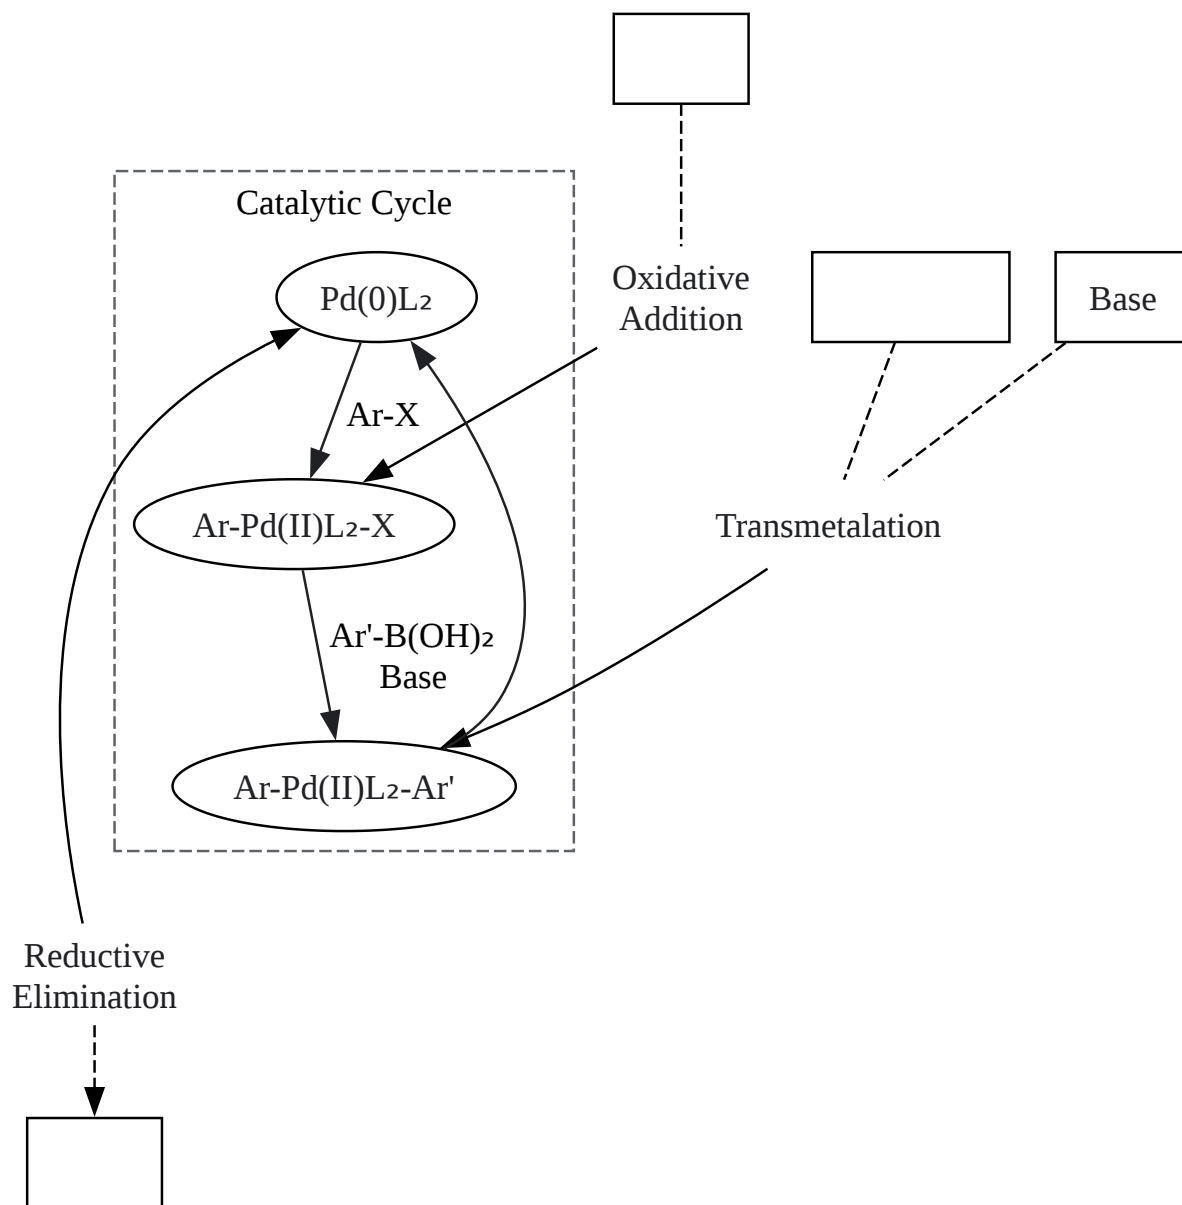 Catalytic Cycle
Pd(0)L₂
Oxidative
Addition
Base
Ar-X
Ar-Pd(II)L₂-X
Transmetalation
Ar'-B(OH)₂
Base
Ar-Pd(II)L₂-Ar'
Reductive
Elimination